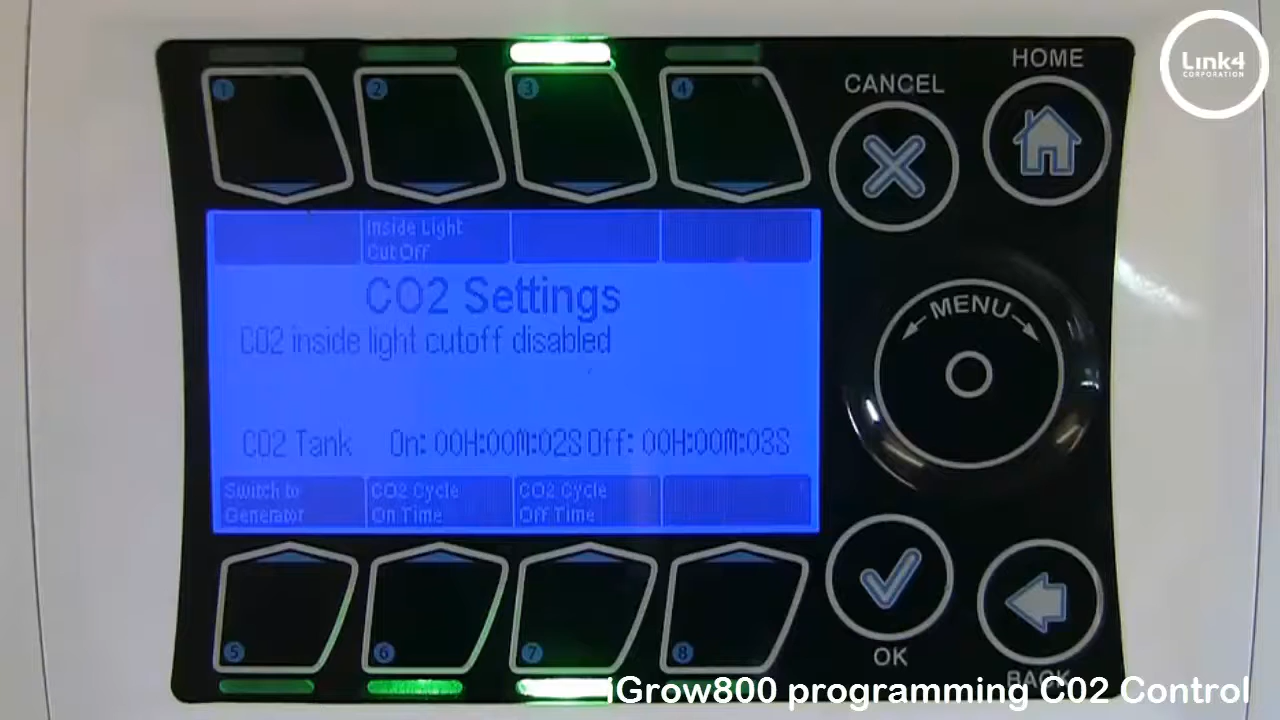 Link4
CORPORATION
HOME
CANCEL
1
2
3
4
Inside Light
Cut Off
CO2 Settings
CO2 inside light cutoff disabled
MENU
CO2 Tank On: 00H:00M:02S Off: 00H:00M:03S
Switch to
Generator
CO2 Cycle
On Time
CO2 Cycle
Off Time
5
6
7
8
OK
BACK
iGrow800 programming CO2 Control